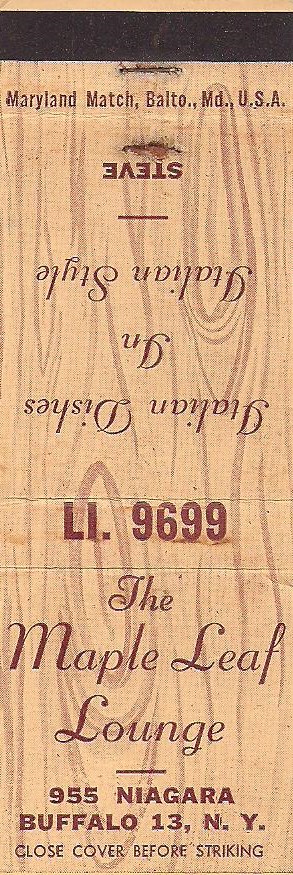 Maryland Match, Balto., Md., U.S.A.
Italian Dishes
In
Italian Style
STEVE
LI. 9699
The
Maple Leaf
Lounge
955 NIAGARA
BUFFALO 13, N. Y.
CLOSE COVER BEFORE STRIKING